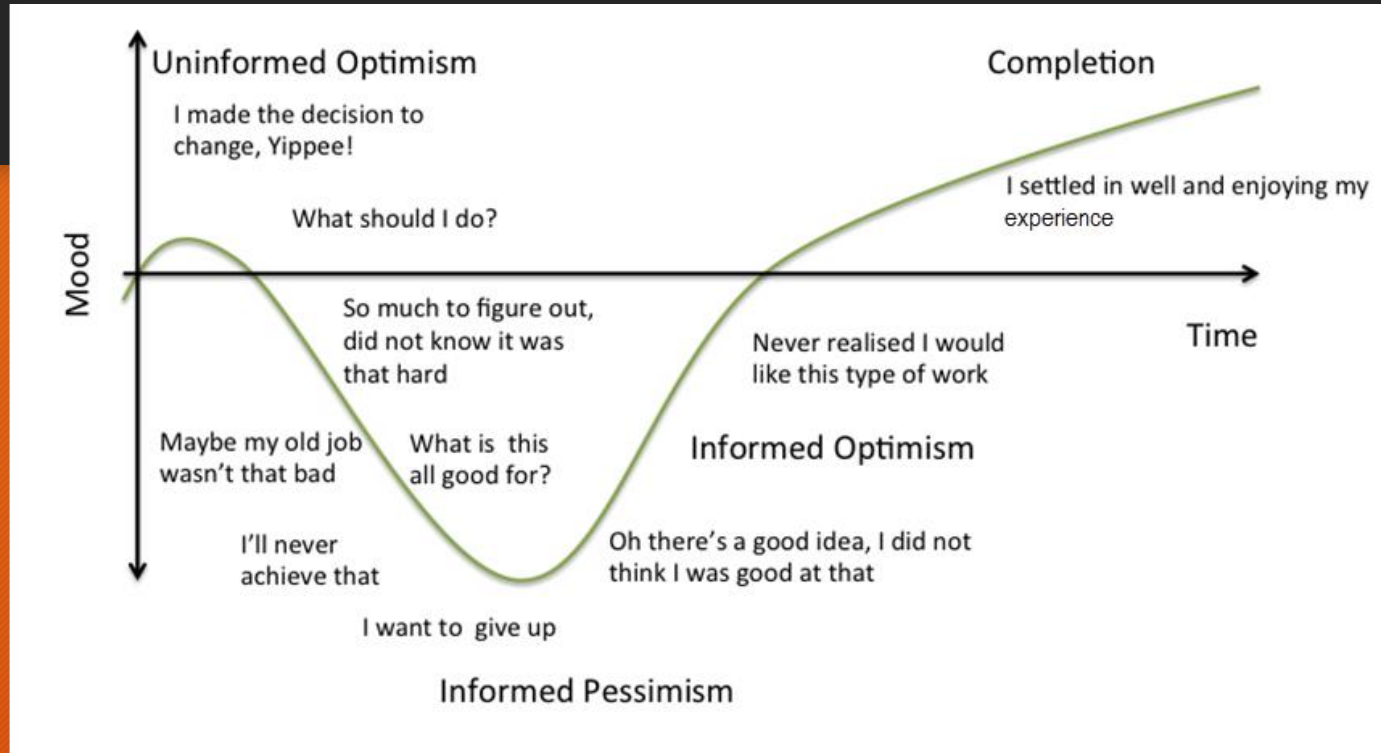 Uninformed Optimism
Completion
I made the decision to
change, Yippee!
I settled in well and enjoying my
experience
What should I do?
Mood
So much to figure out,
did not know it was
that hard
Never realised I would
like this type of work
Time
Maybe my old job
wasn't that bad
What is this
all good for?
Informed Optimism
I'll never
achieve that
Oh there's a good idea, I did not
think I was good at that
I want to give up
Informed Pessimism